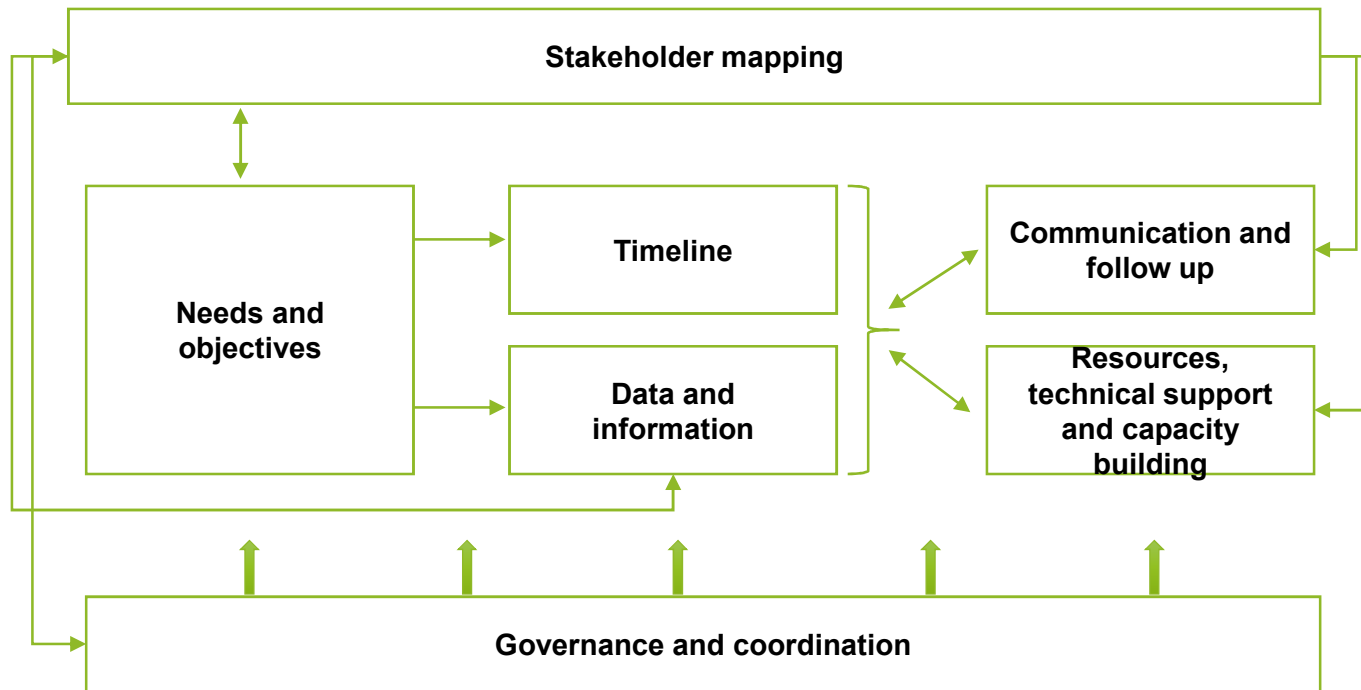 Stakeholder mapping
Needs and
objectives
Timeline
Data and
information
Communication and
follow up
Resources,
technical support
and capacity
building
Governance and coordination